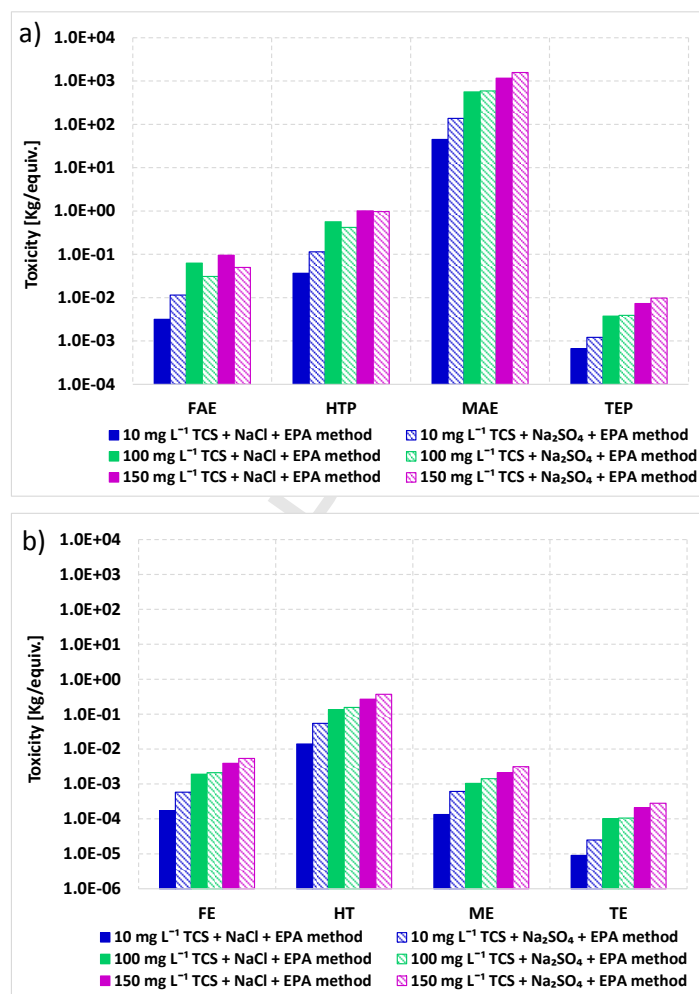 a)
Toxicity [Kg/equiv.]
1.0E+04
1.0E+03
1.0E+02
1.0E+01
1.0E+00
1.0E-01
1.0E-02
1.0E-03
1.0E-04
FAE HTP MAE TEP
10 mg L⁻¹ TCS + NaCl + EPA method 10 mg L⁻¹ TCS + Na₂SO₄ + EPA method
100 mg L⁻¹ TCS + NaCl + EPA method 100 mg L⁻¹ TCS + Na₂SO₄ + EPA method
150 mg L⁻¹ TCS + NaCl + EPA method 150 mg L⁻¹ TCS + Na₂SO₄ + EPA method
b)
Toxicity [Kg/equiv.]
1.0E+04
1.0E+03
1.0E+02
1.0E+01
1.0E+00
1.0E-01
1.0E-02
1.0E-03
1.0E-04
1.0E-05
1.0E-06
FE HT ME TE
10 mg L⁻¹ TCS + NaCl + EPA method 10 mg L⁻¹ TCS + Na₂SO₄ + EPA method
100 mg L⁻¹ TCS + NaCl + EPA method 100 mg L⁻¹ TCS + Na₂SO₄ + EPA method
150 mg L⁻¹ TCS + NaCl + EPA method 150 mg L⁻¹ TCS + Na₂SO₄ + EPA method